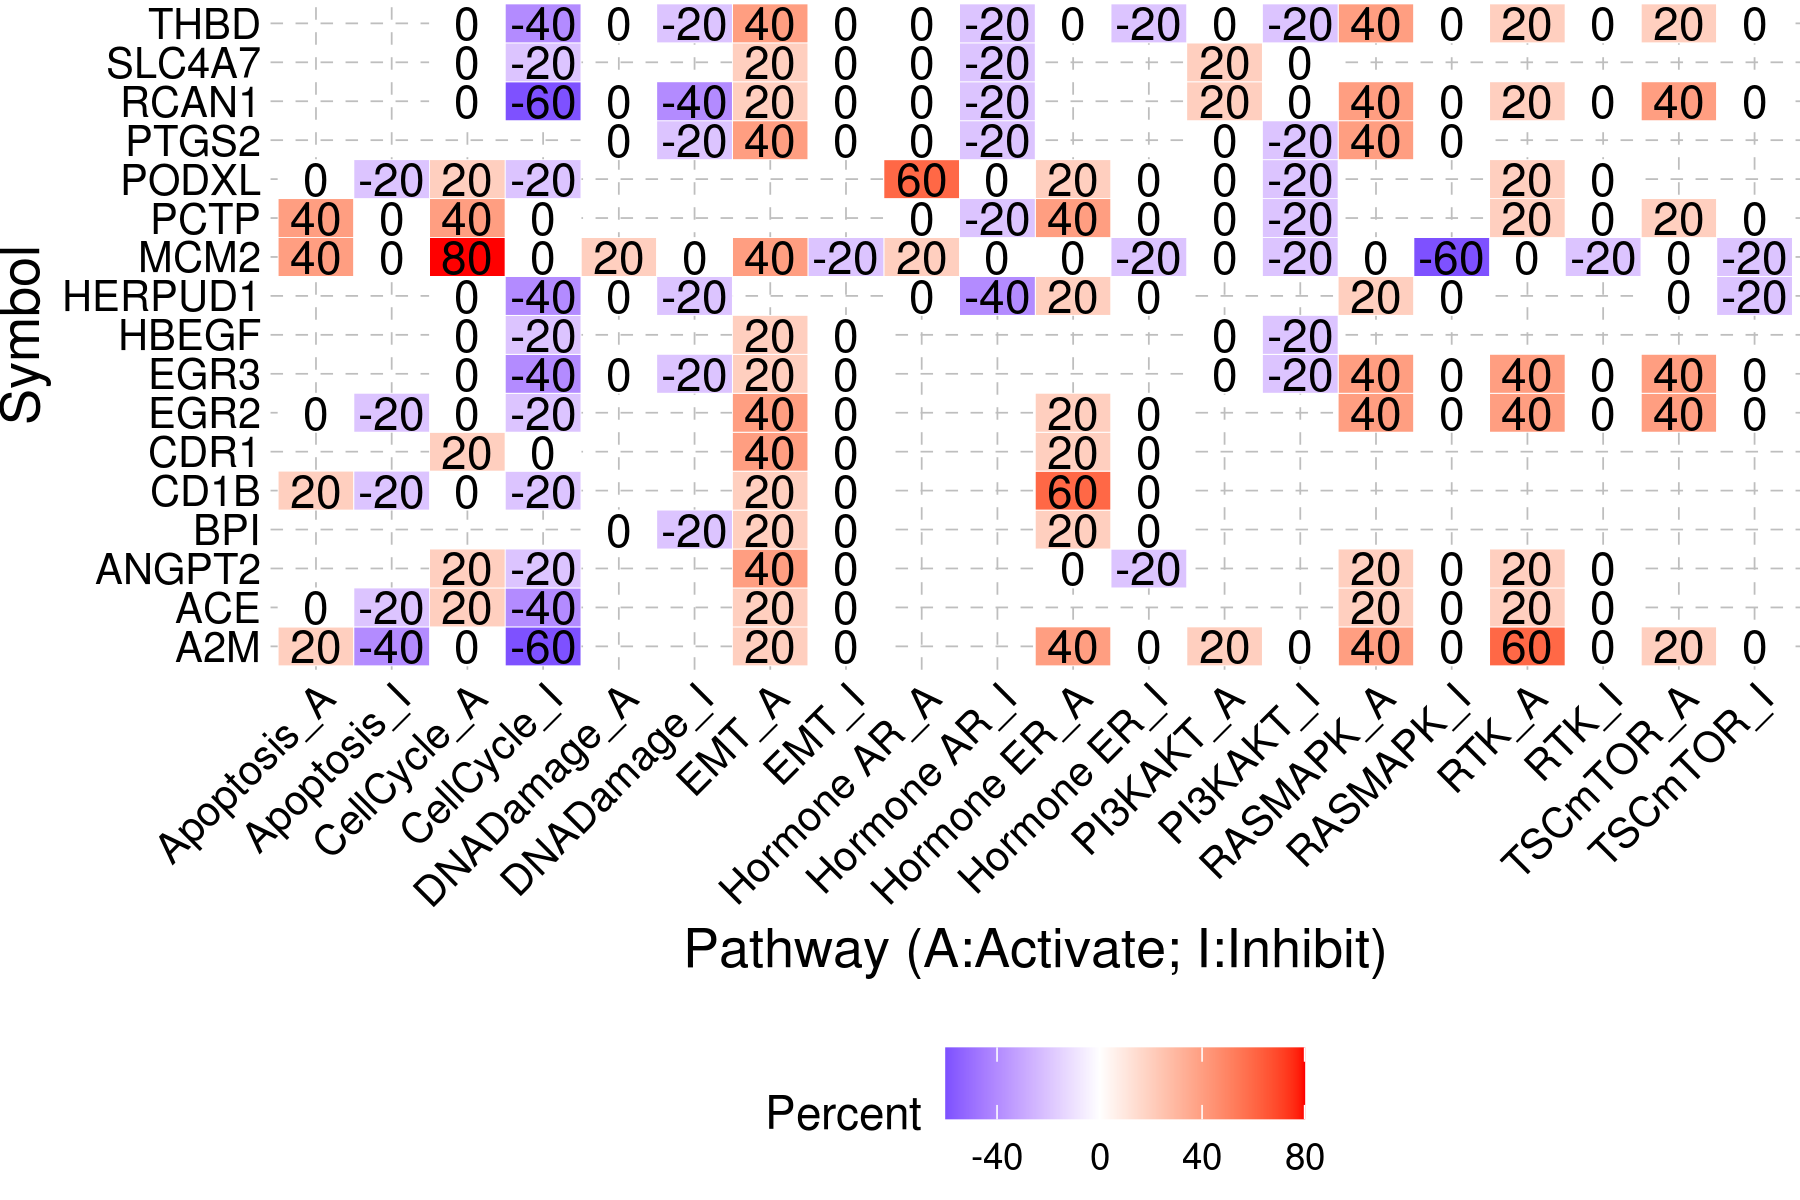 THBD 0 -40 0 -20 40 0 0 -20 0 -20 0 -20 40 0 20 0 20 0
SLC4A7 0 -20 20 0 0 -20 20 0
RCAN1 0 -60 0 -40 20 0 0 -20 20 0 40 0 20 0 40 0
PTGS2 0 -20 40 0 0 -20 0 -20 40 0
PODXL 0 -20 20 -20 60 0 20 0 0 -20 20 0
PCTP 40 0 40 0 0 -20 40 0 0 -20 20 0 20 0
MCM2 40 0 80 0 20 0 40 -20 20 0 0 -20 0 -20 0 -60 0 -20 0 -20
HERPUD1 0 -40 0 -20 0 -40 20 0 20 0 0 -20
HBEGF 0 -20 20 0 0 -20
EGR3 0 -40 0 -20 20 0 0 -20 40 0 40 0 40 0
EGR2 0 -20 0 -20 40 0 20 0 40 0 40 0 40 0
CDR1 20 0 40 0 20 0
CD1B 20 -20 0 -20 20 0 60 0
BPI 0 -20 20 0 20 0
ANGPT2 20 -20 40 0 0 -20 20 0 20 0
ACE 0 -20 20 -40 20 0 20 0 20 0
A2M 20 -40 0 -60 20 0 40 0 20 0 40 0 60 0 20 0
Symbol
Apoptosis_A
Apoptosis_I
CellCycle_A
CellCycle_I
DNADamage_A
DNADamage_I
EMT_A
EMT_I
Hormone AR_A
Hormone AR_I
Hormone ER_A
Hormone ER_I
PI3KAKT_A
PI3KAKT_I
RASMAPK_A
RASMAPK_I
RTK_A
RTK_I
TSCmTOR_A
TSCmTOR_I
Pathway (A:Activate; I:Inhibit)
Percent
-40 0 40 80